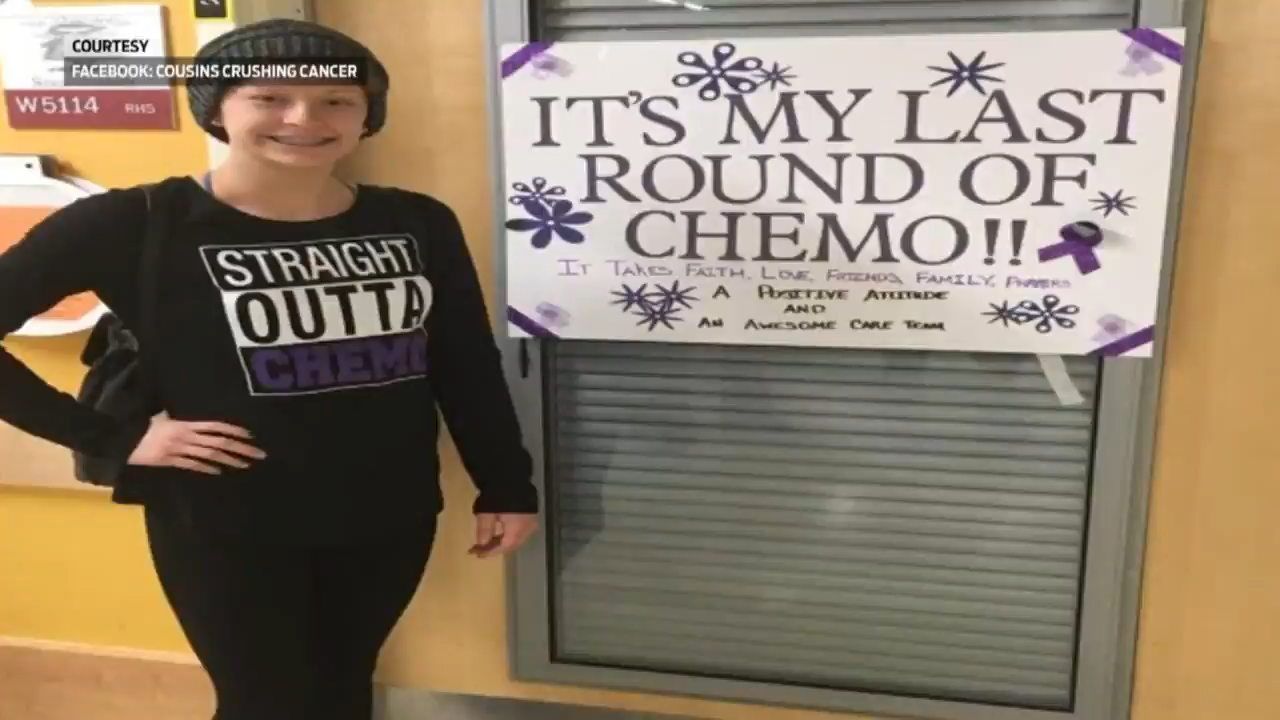 COURTESY
FACEBOOK: COUSINS CRUSHING CANCER
W5114 RHS
STRAIGHT
OUTTA
CHEMO
IT'S MY LAST
ROUND OF
CHEMO!!
IT TAKES FAITH, LOVE, FRIENDS, FAMILY, PRAYERS
A POSITIVE ATTITUDE
AND
AN AWESOME CARE TEAM